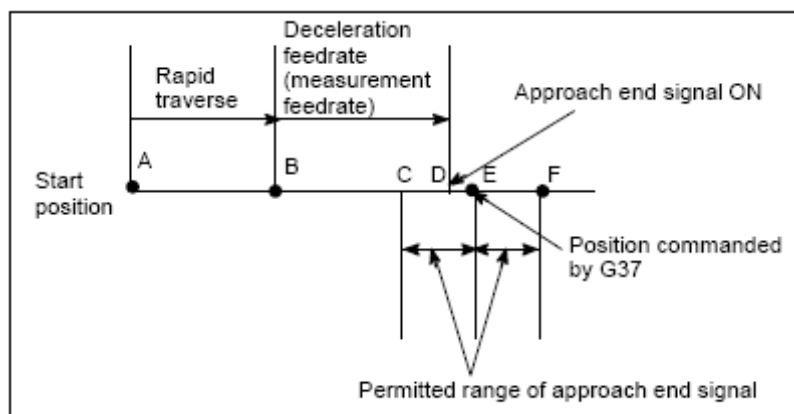 Deceleration
feedrate
(measurement
feedrate)
Rapid
traverse
Approach end signal ON
A
B
C
D
E
F
Start
position
Position commanded
by G37
Permitted range of approach end signal